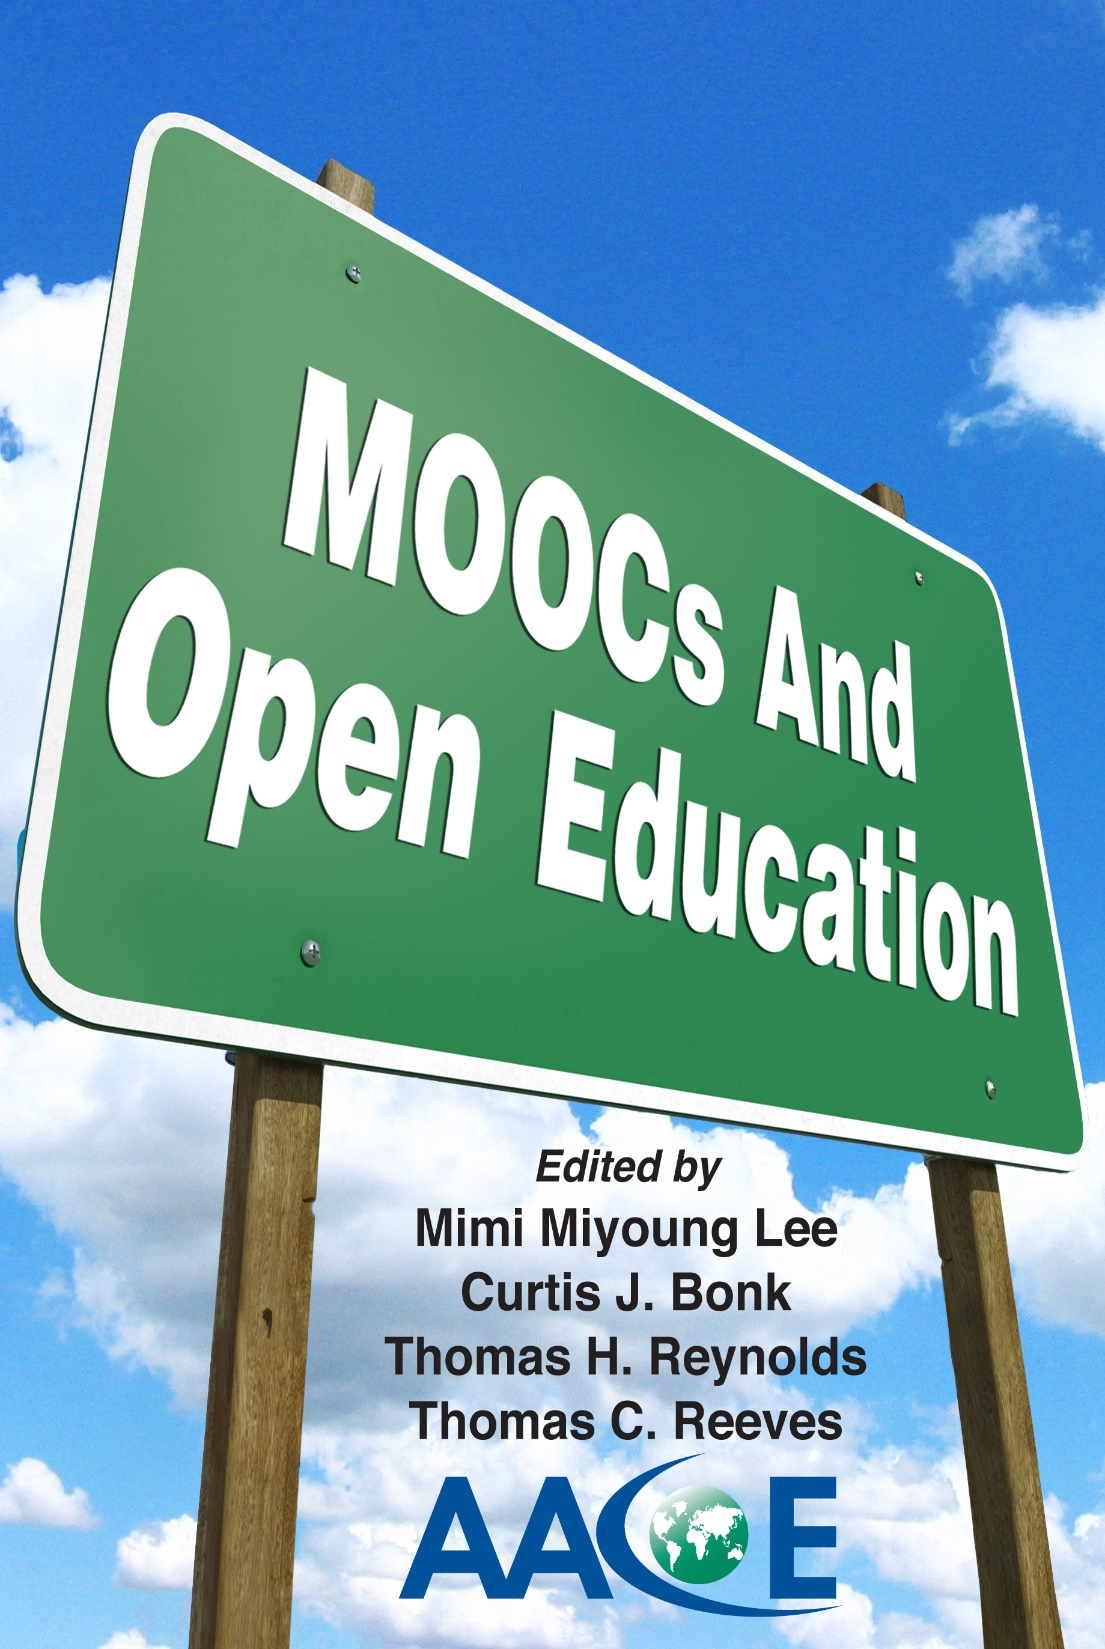 MOOCs And
Open Education
Edited by
Mimi Miyoung Lee
Curtis J. Bonk
Thomas H. Reynolds
Thomas C. Reeves
AACE